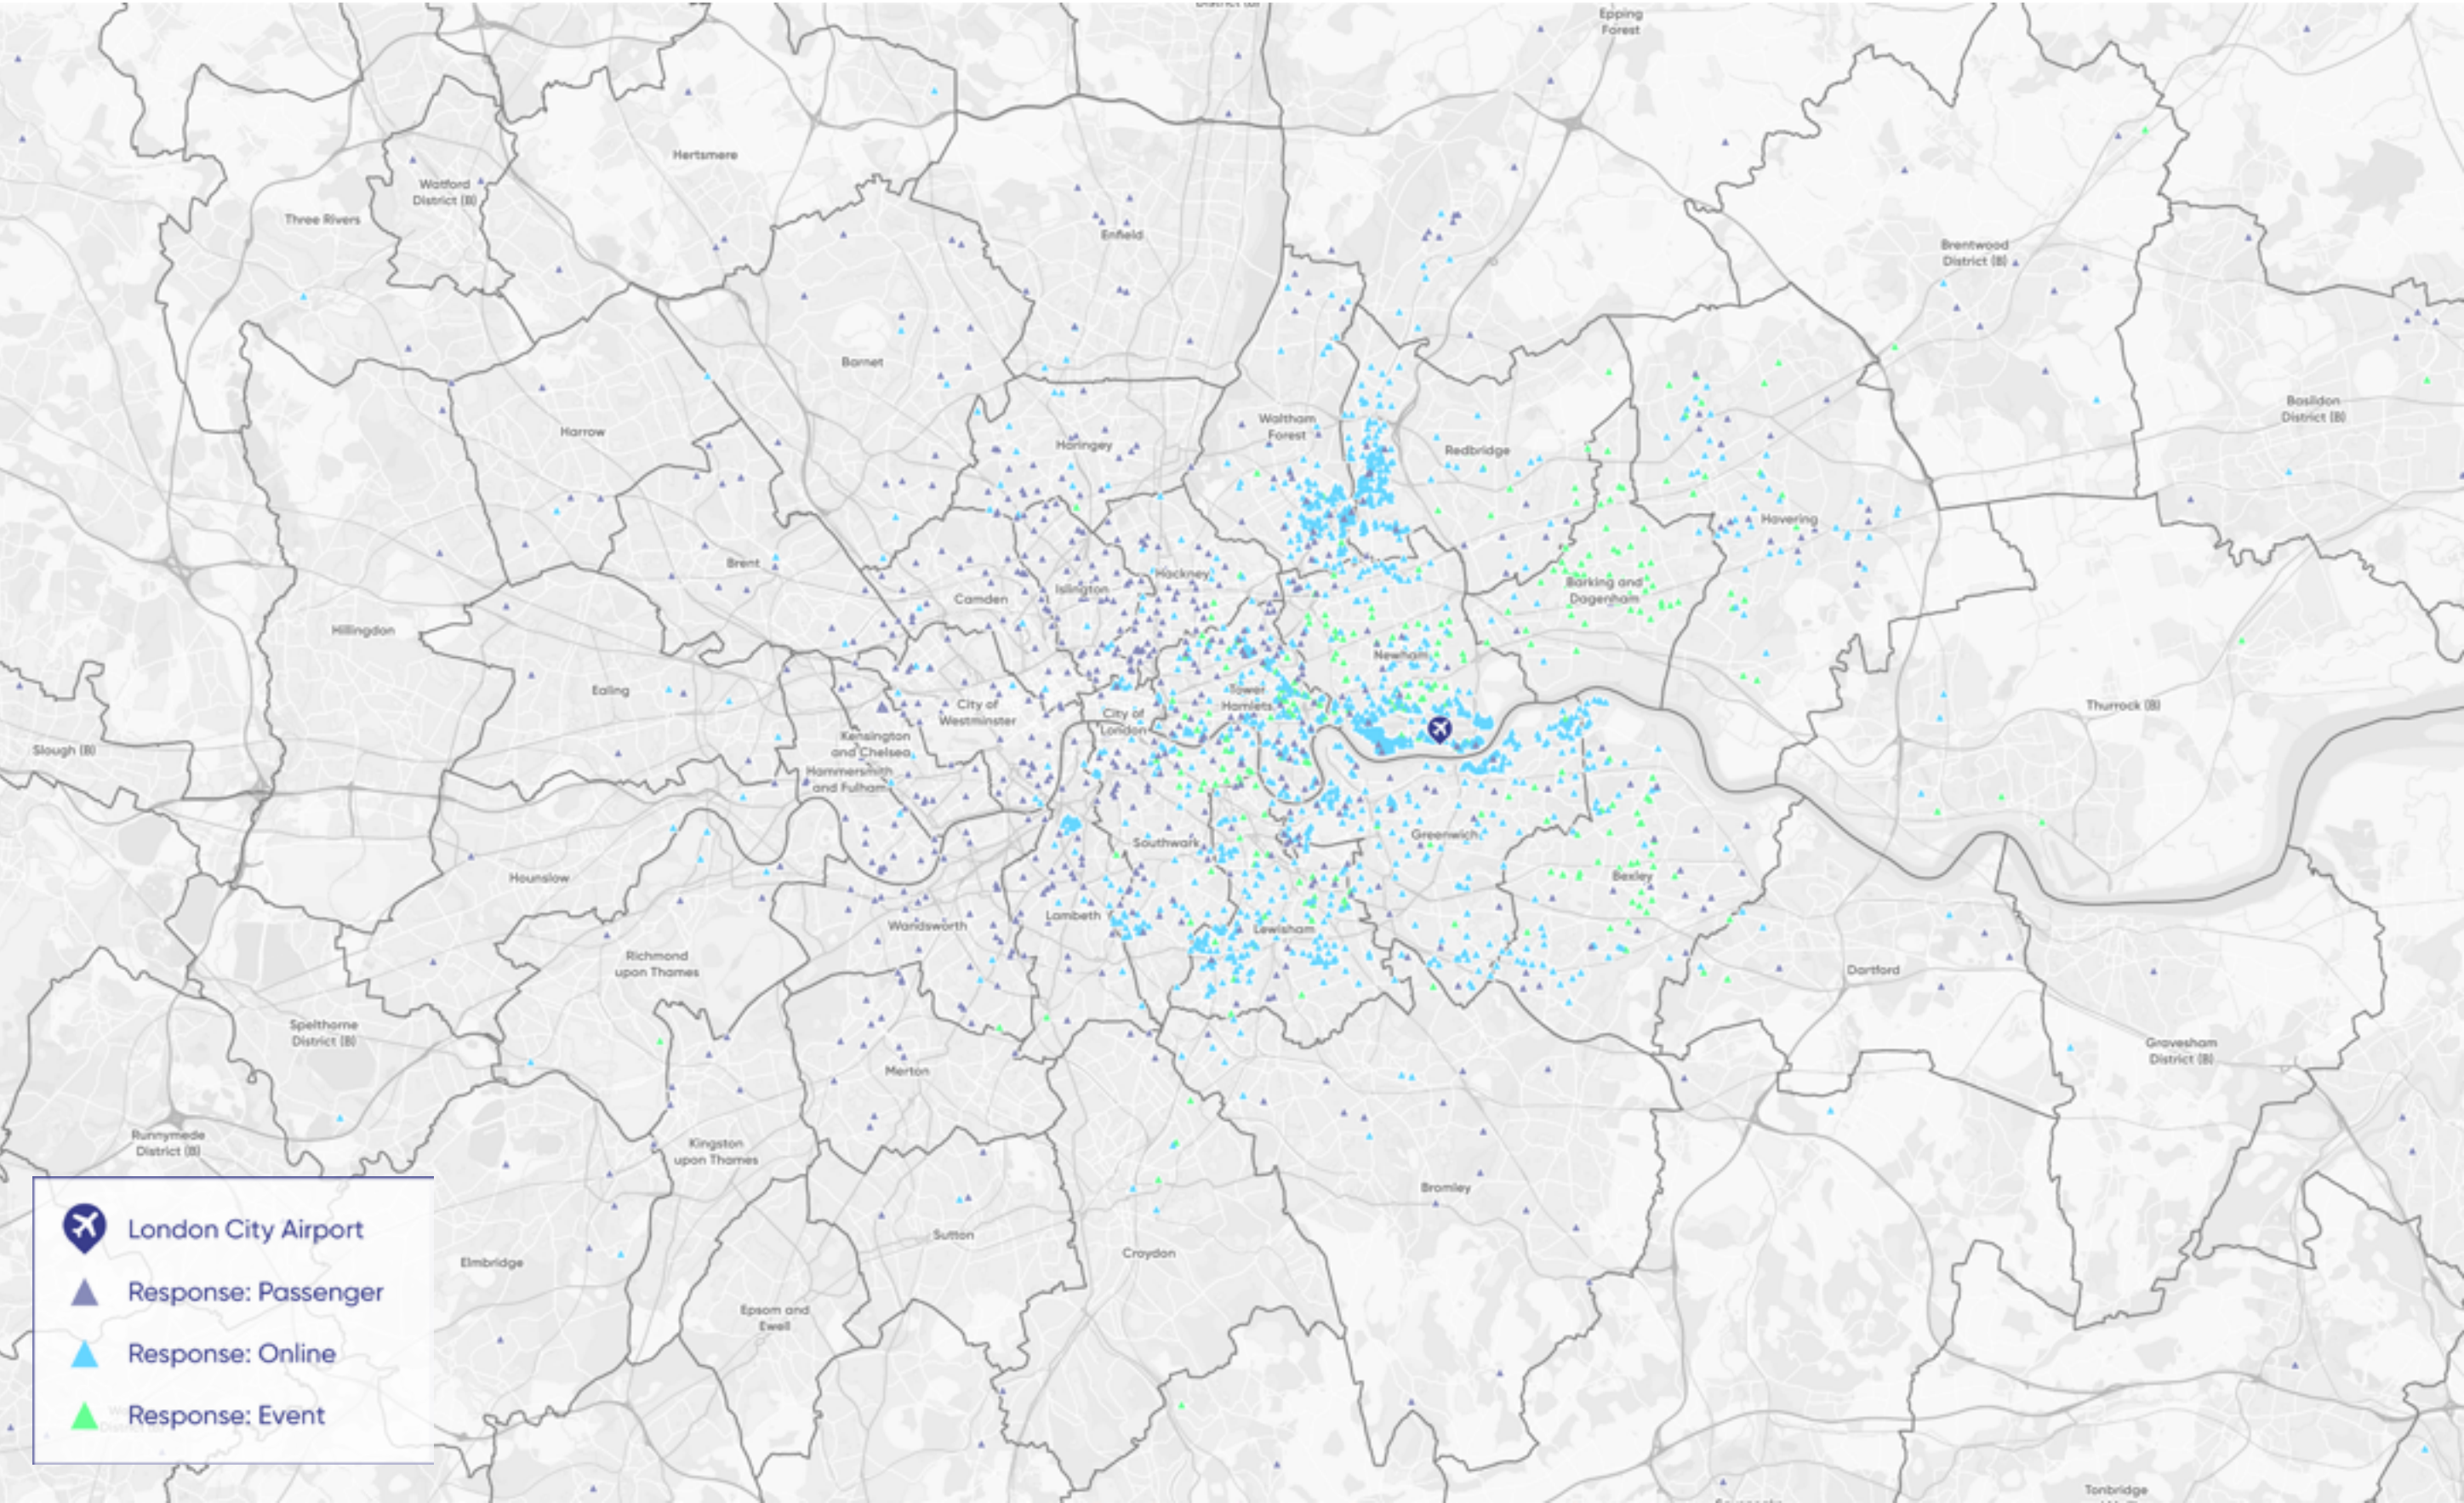 District (B)
Epping
Forest
Hertsmere
Watford
District (B)
Three Rivers
Enfield
Brentwood
District (B)
Barnet
Harrow
Haringey
Waltham
Forest
Redbridge
Basildon
District (B)
Havering
Brent
Camden
Islington
Hackney
Barking and
Dagenham
Hillingdon
Ealing
City of
Westminster
City of
London
Tower
Hamlets
Newham
Thurrock (B)
Slough (B)
Kensington
and Chelsea
Hammersmith
and Fulham
Southwark
Greenwich
Bexley
Hounslow
Wandsworth
Lambeth
Lewisham
Richmond
upon Thames
Dartford
Spelthorne
District (B)
Gravesham
District (B)
Merton
Runnymede
District (B)
Kingston
upon Thames
Bromley
Sutton
Croydon
Elmbridge
Epsom and
Ewell
London City Airport
Response: Passenger
Response: Online
Response: Event
Tonbridge